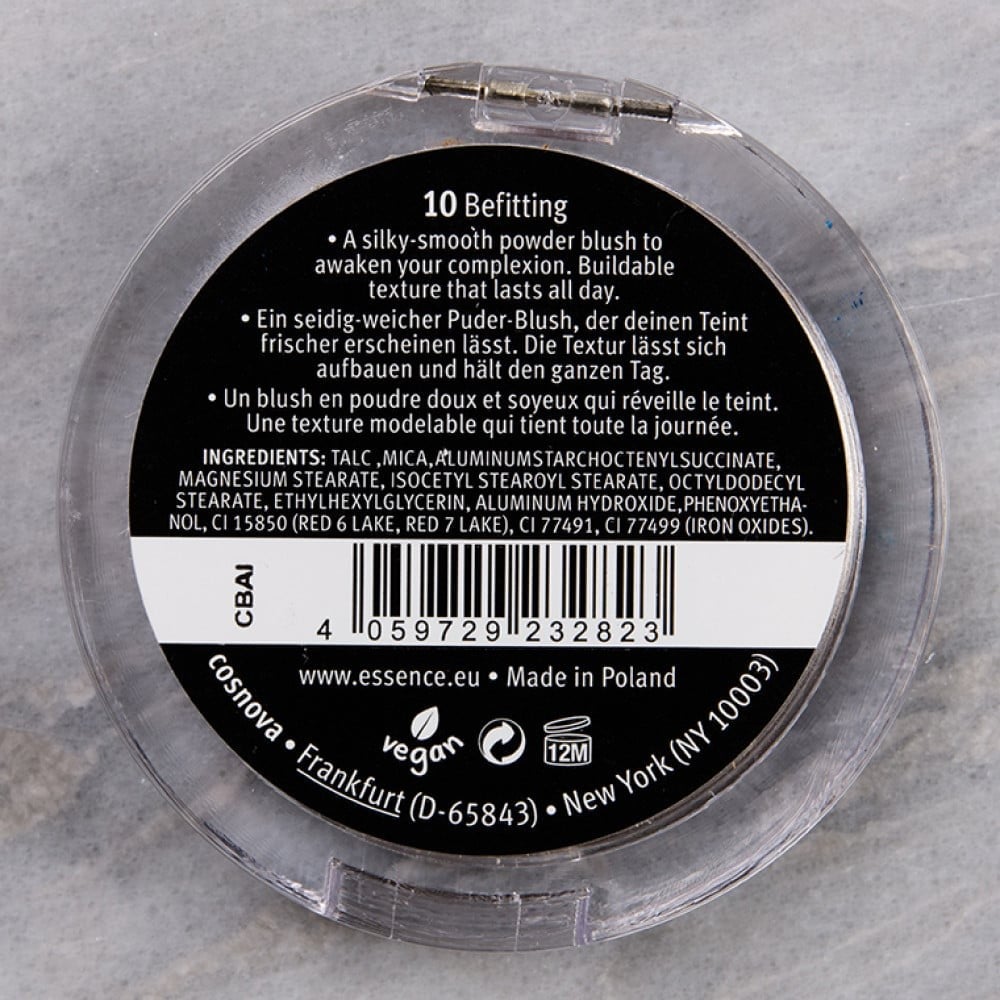 10 Befitting
• A silky-smooth powder blush to
awaken your complexion. Buildable
texture that lasts all day.
• Ein seidig-weicher Puder-Blush, der deinen Teint
frischer erscheinen lässt. Die Textur lässt sich
aufbauen und hält den ganzen Tag.
• Un blush en poudre doux et soyeux qui réveille le teint.
Une texture modelable qui tient toute la journée.
INGREDIENTS: TALC ,MICA,ALUMINUMSTARCHOCTENYLSUCCINATE,
MAGNESIUM STEARATE, ISOCETYL STEAROYL STEARATE, OCTYLDODECYL
STEARATE, ETHYLHEXYLGLYCERIN, ALUMINUM HYDROXIDE,PHENOXYETHA-
NOL, CI 15850 (RED 6 LAKE, RED 7 LAKE), CI 77491, CI 77499 (IRON OXIDES).
CBAI
4 059729 232823
www.essence.eu • Made in Poland
vegan
12M
cosnova • Frankfurt (D-65843) • New York (NY 10003)